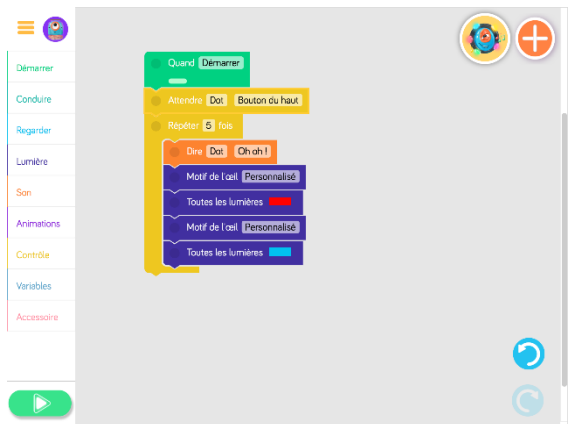 Démarrer
Conduire
Regarder
Lumière
Son
Animations
Contrôle
Variables
Accessoire
Quand Démarrer
Attendre Dot Bouton du haut
Répéter 5 fois
Dire Dot Oh oh !
Motif de l'œil Personnalisé
Toutes les lumières
Motif de l'œil Personnalisé
Toutes les lumières